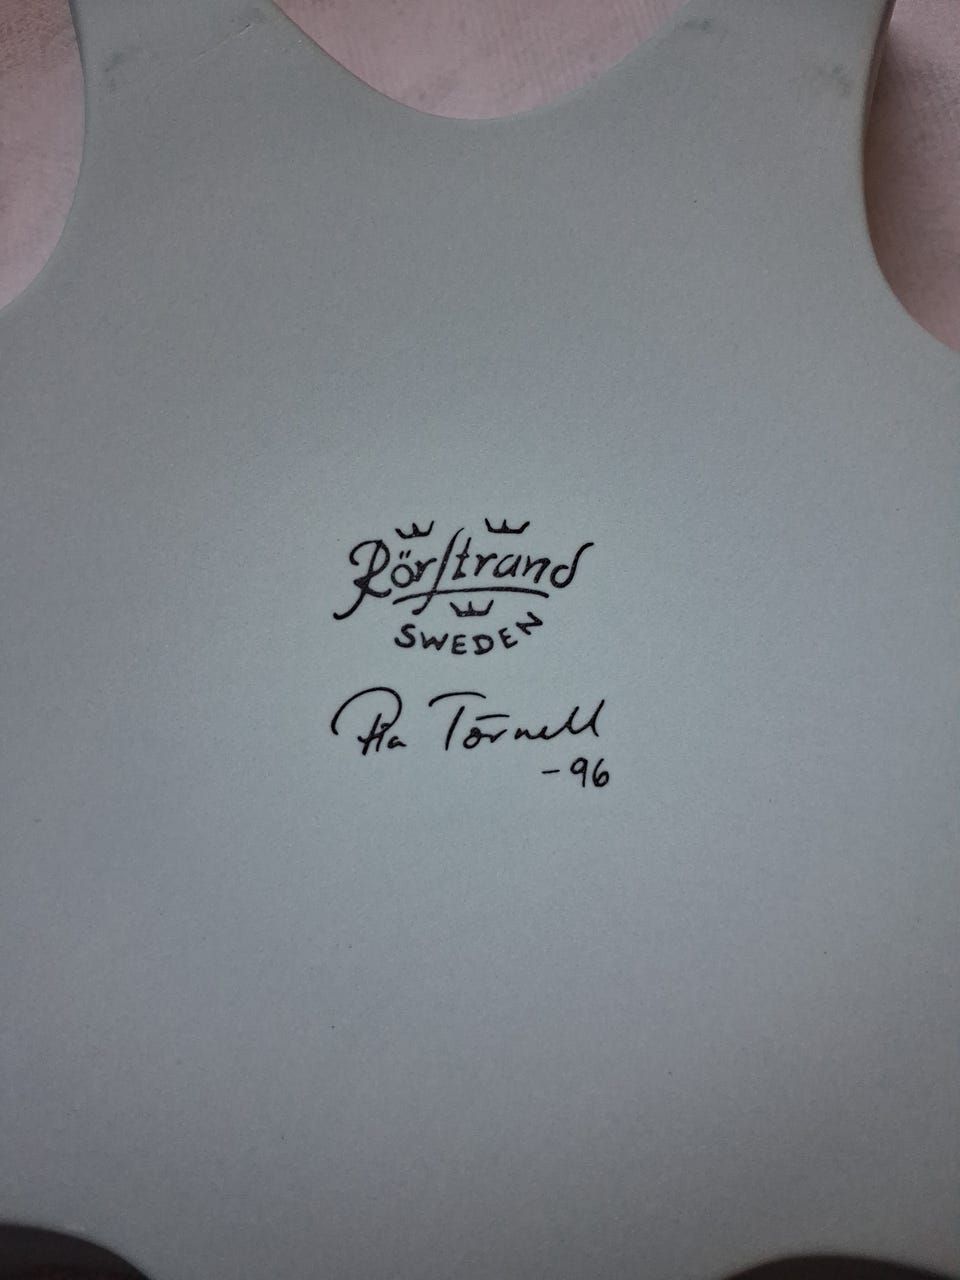 Rörstrand
SWEDEN
Pia Törnell
-96